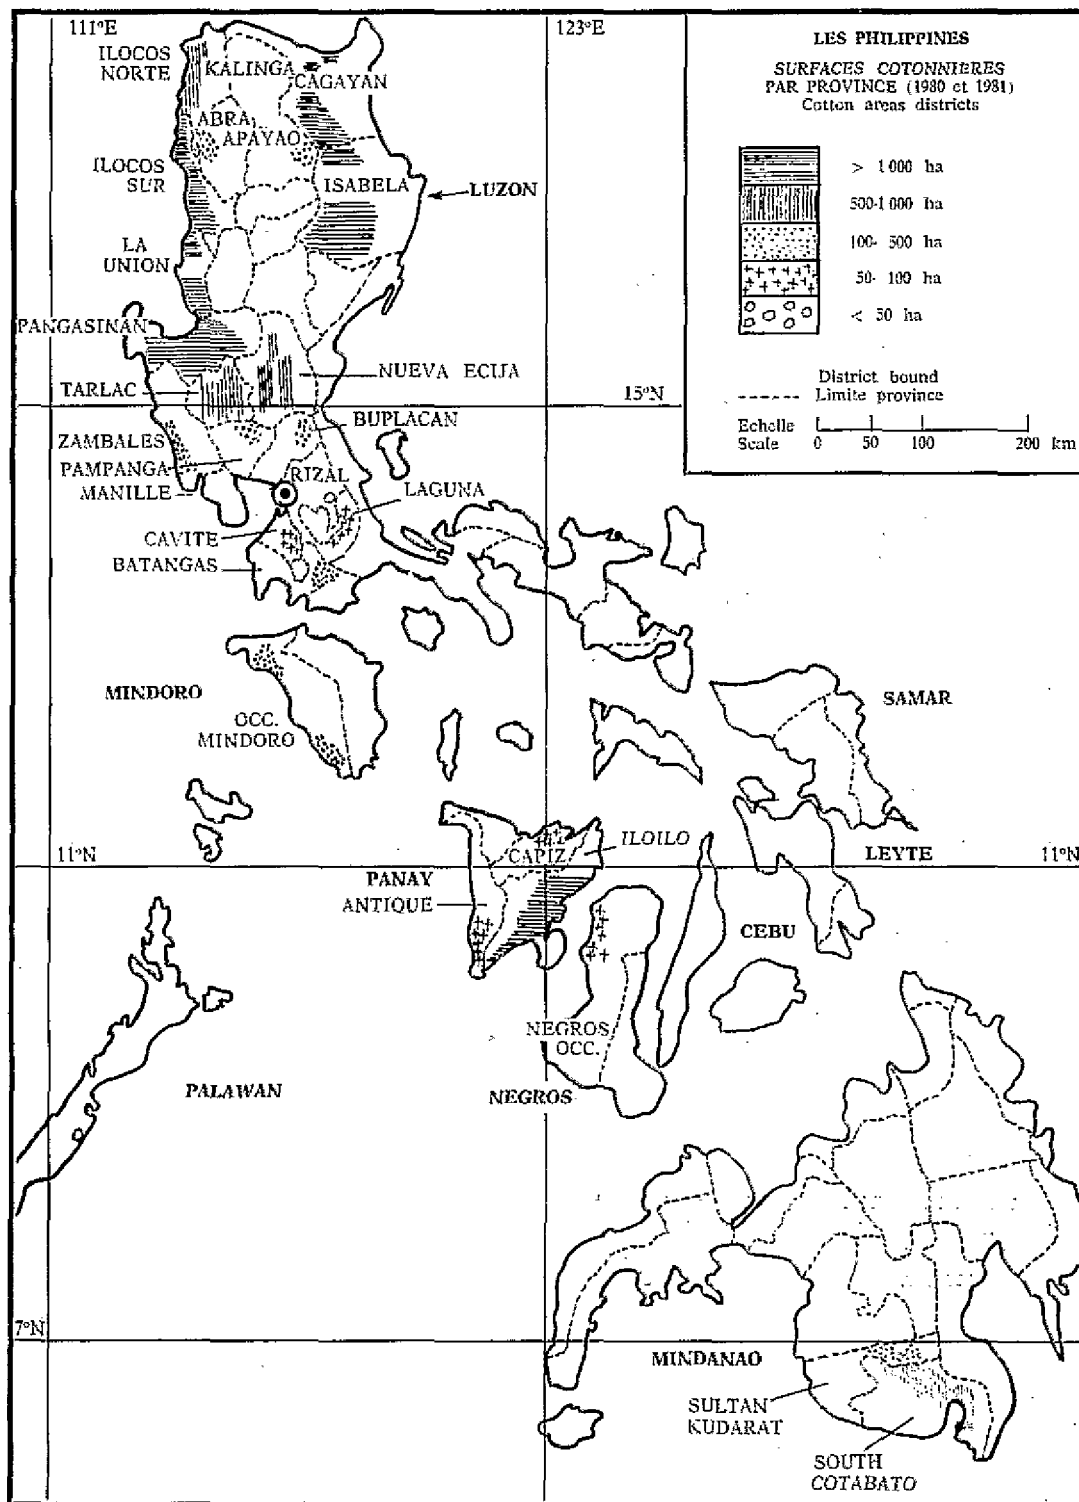 111°E
123°E
LES PHILIPPINES
SURFACES COTONNIERES
PAR PROVINCE (1980 et 1981)
Cotton areas districts
> 1 000 ha
500-1 000 ha
100- 500 ha
50- 100 ha
< 50 ha
District bound
Limite province
Echelle
Scale
0 50 100 200 km
ILOCOS
NORTE
KALINGA
CAGAYAN
ABRA
APAYAO
ILOCOS
SUR
ISABELA
LUZON
LA
UNION
PANGASINAN
NUEVA ECIJA
TARLAC
15°N
BUPLACAN
ZAMBALES
PAMPANGA
MANILLE
RIZAL
LAGUNA
CAVITE
BATANGAS
MINDORO
OCC.
MINDORO
SAMAR
11°N
CAPIZ
ILOILO
LEYTE
11°N
PANAY
ANTIQUE
CEBU
NEGROS
OCC.
PALAWAN
NEGROS
7°N
MINDANAO
SULTAN
KUDARAT
SOUTH
COTABATO